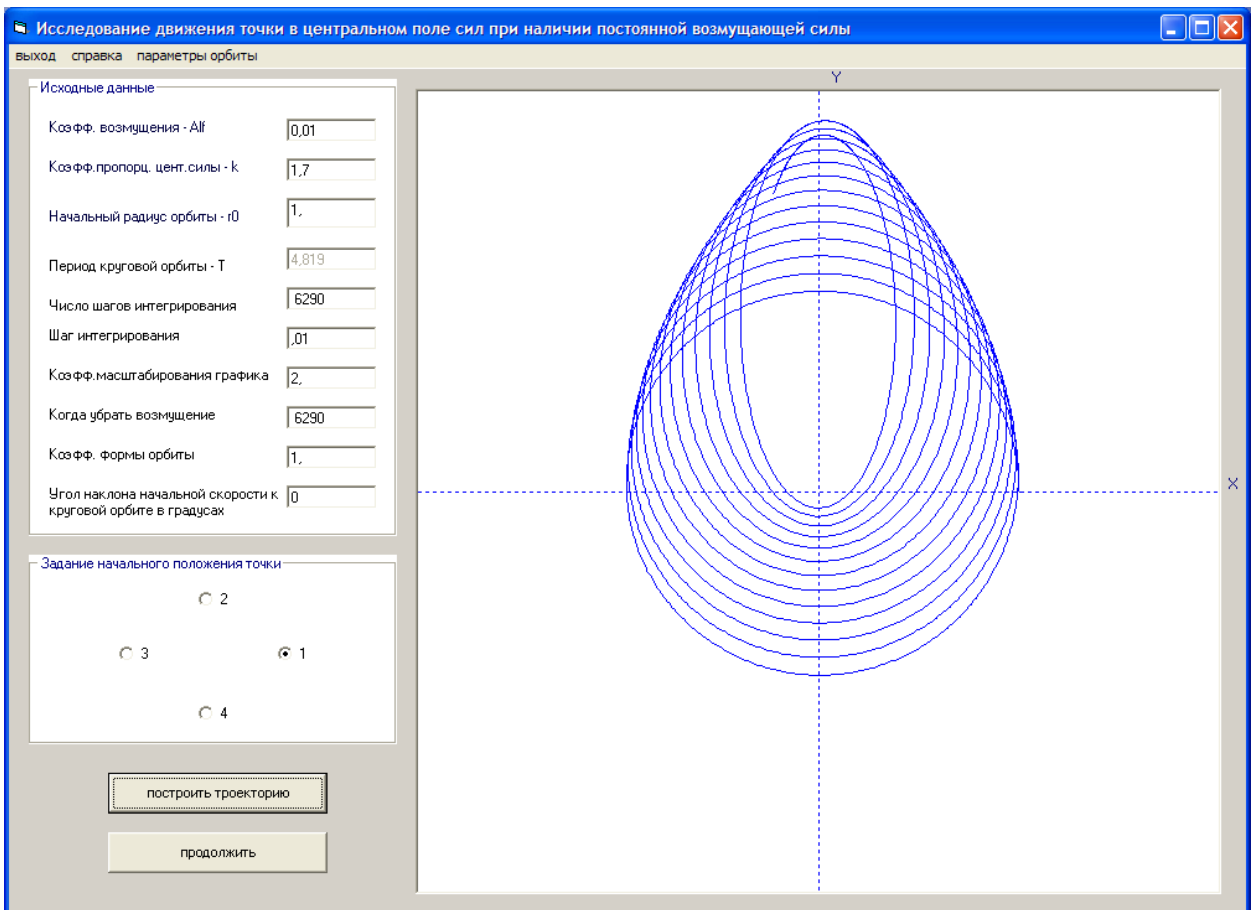 Исследование движения точки в центральном поле сил при наличии постоянной возмущающей силы
выход справка параметры орбиты
Исходные данные
Коэфф. возмущения - Alf 0,01
Коэфф.пропорц. цент.силы - k 1,7
Начальный радиус орбиты - r0 1,
Период круговой орбиты - T 4,819
Число шагов интегрирования 6290
Шаг интегрирования ,01
Коэфф.масштабирования графика 2,
Когда убрать возмущение 6290
Коэфф. формы орбиты 1,
Угол наклона начальной скорости к 0
круговой орбите в градусах
Задание начального положения точки
2
3 1
4
построить троекторию
продолжить
Y
X